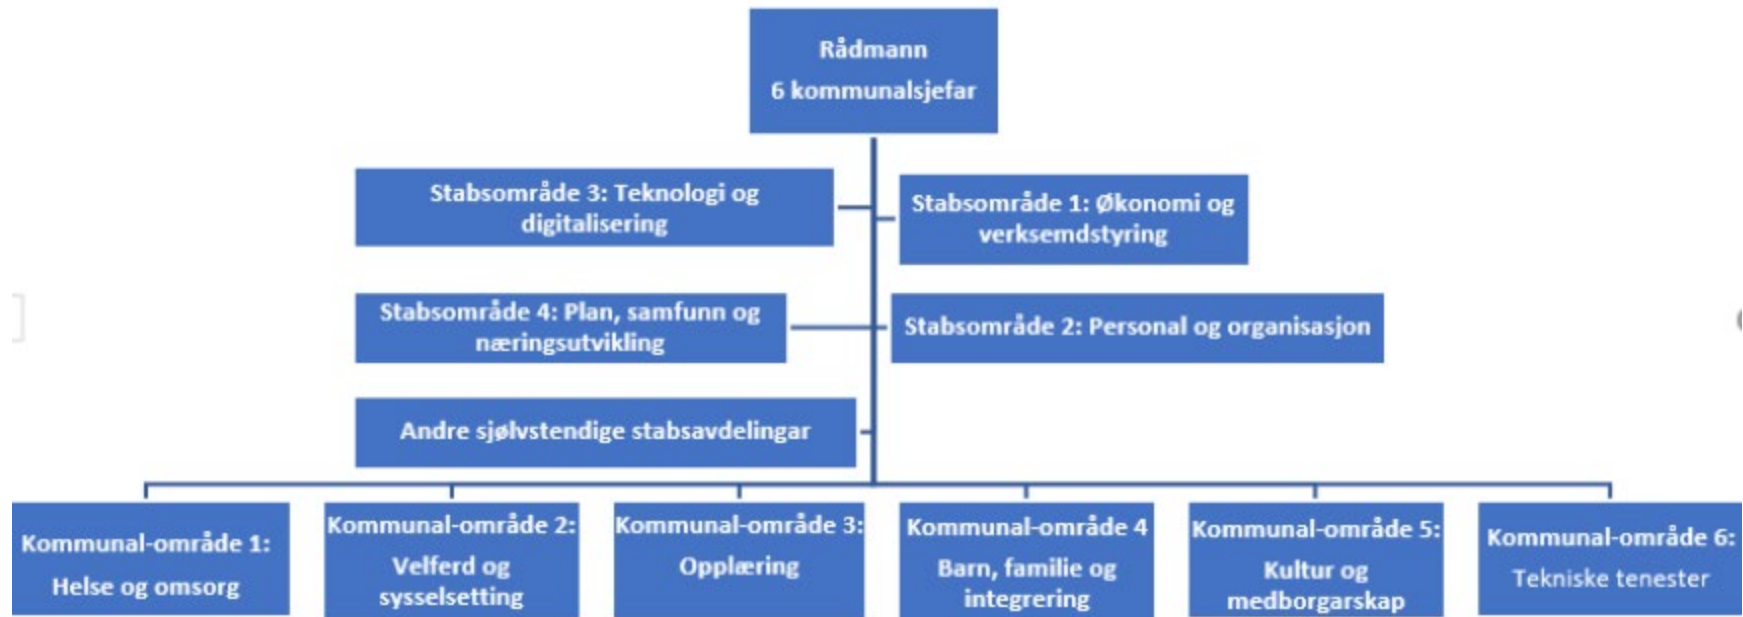 Rådmann
6 kommunalsjefar
Stabsområde 3: Teknologi og
digitalisering
Stabsområde 1: Økonomi og
verksemdstyring
Stabsområde 4: Plan, samfunn og
næringsutvikling
Stabsområde 2: Personal og organisasjon
Andre sjølvstendige stabsavdelingar
Kommunal-område 1:
Helse og omsorg
Kommunal-område 2:
Velferd og
sysselsetting
Kommunal-område 3:
Opplæring
Kommunal-område 4
Barn, familie og
integrering
Kommunal-område 5:
Kultur og
medborgarskap
Kommunal-område 6:
Tekniske tenester